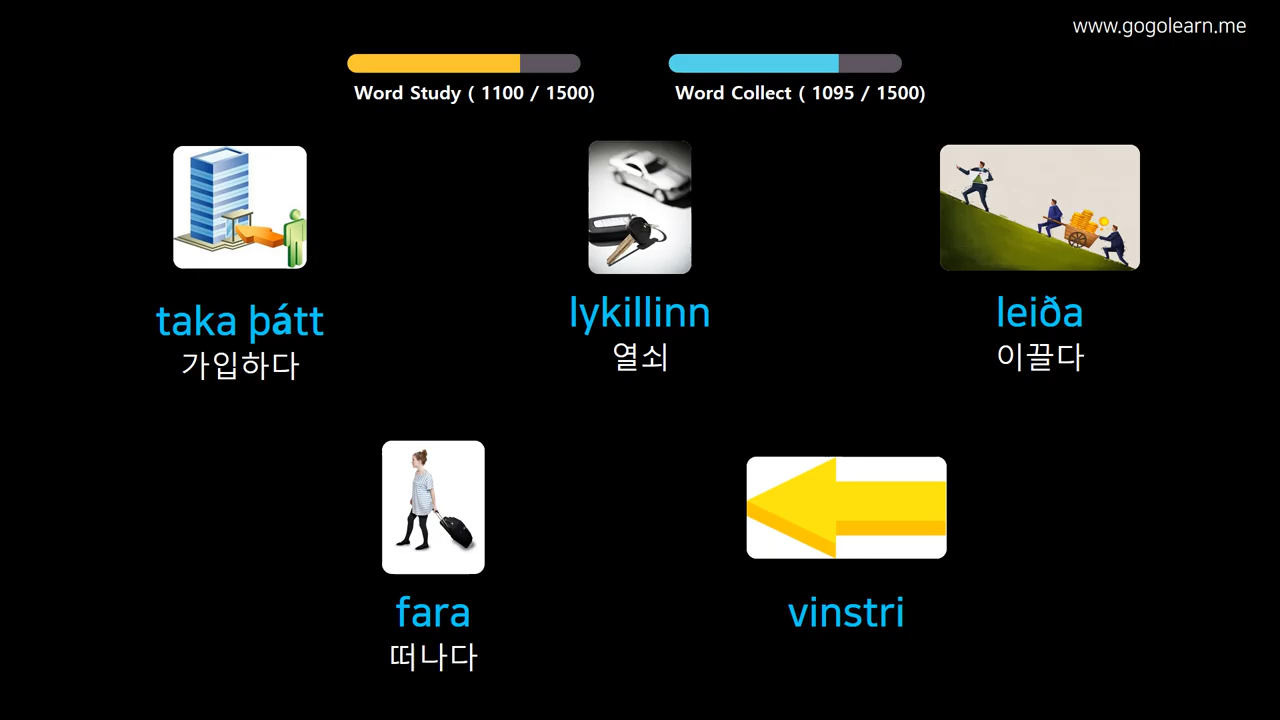 www.gogolearn.me
Word Study ( 1100 / 1500)
Word Collect ( 1095 / 1500)
taka þátt
가입하다
lykillinn
열쇠
leiða
이끌다
fara
떠나다
vinstri